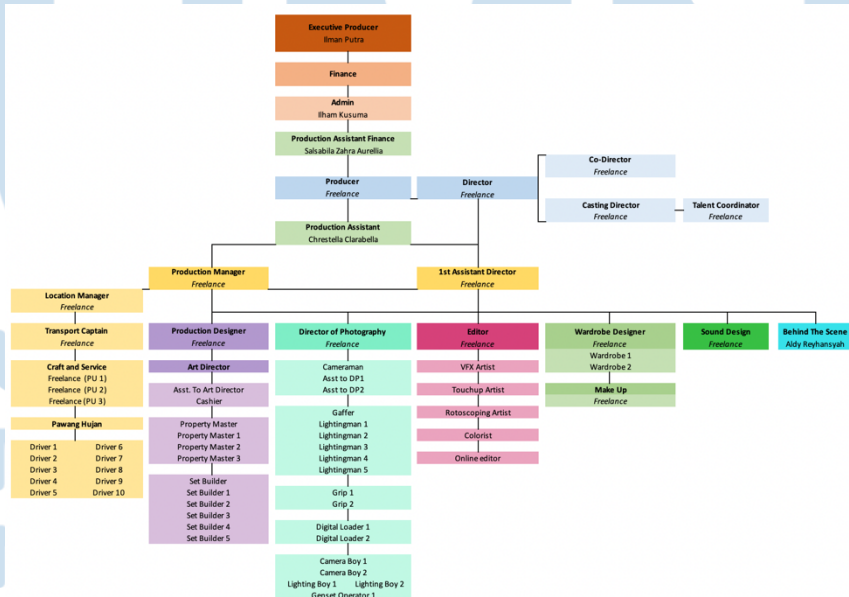 Executive Producer
Ilman Putra
Finance
Admin
Ilham Kusuma
Production Assistant Finance
Salsabila Zahra Aurellia
Producer
Freelance
Director
Freelance
Co-Director
Freelance
Casting Director
Freelance
Talent Coordinator
Freelance
Production Assistant
Chrestella Clarabella
Production Manager
Freelance
1st Assistant Director
Freelance
Location Manager
Freelance
Transport Captain
Freelance
Craft and Service
Freelance (PU 1)
Freelance (PU 2)
Freelance (PU 3)
Pawang Hujan
Driver 1 Driver 6
Driver 2 Driver 7
Driver 3 Driver 8
Driver 4 Driver 9
Driver 5 Driver 10
Production Designer
Freelance
Art Director
Asst. To Art Director
Cashier
Property Master
Property Master 1
Property Master 2
Property Master 3
Set Builder
Set Builder 1
Set Builder 2
Set Builder 3
Set Builder 4
Set Builder 5
Director of Photography
Freelance
Cameraman
Asst to DP1
Asst to DP2
Gaffer
Lightingman 1
Lightingman 2
Lightingman 3
Lightingman 4
Lightingman 5
Grip 1
Grip 2
Digital Loader 1
Digital Loader 2
Camera Boy 1
Camera Boy 2
Lighting Boy 1 Lighting Boy 2
Genset Operator 1
Editor
Freelance
VFX Artist
Touchup Artist
Rotoscoping Artist
Colorist
Online editor
Wardrobe Designer
Freelance
Wardrobe 1
Wardrobe 2
Make Up
Freelance
Sound Design
Freelance
Behind The Scene
Aldy Reyhansyah